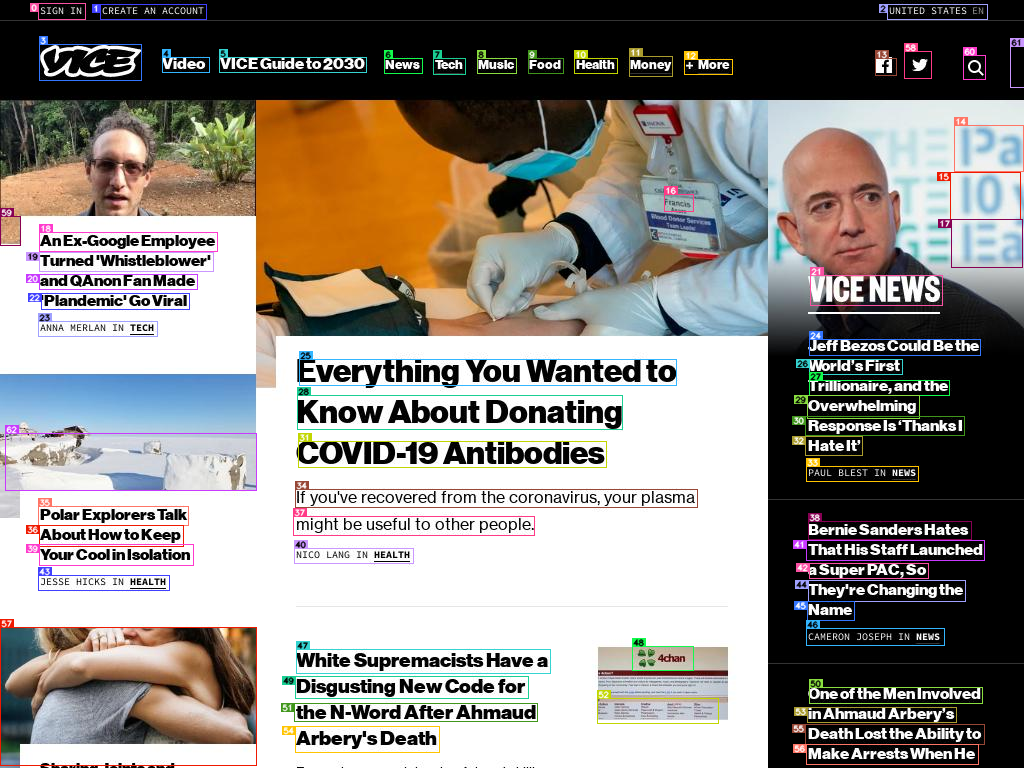 SIGN IN
CREATE AN ACCOUNT
UNITED STATES EN
VICE
Video
VICE Guide to 2030
News
Tech
Music
Food
Health
Money
+ More
An Ex-Google Employee
Turned 'Whistleblower'
and QAnon Fan Made
'Plandemic' Go Viral
ANNA MERLAN IN TECH
Polar Explorers Talk
About How to Keep
Your Cool in Isolation
JESSE HICKS IN HEALTH
Francis
Blood Donor Services
Team Leader
Everything You Wanted to
Know About Donating
COVID-19 Antibodies
If you've recovered from the coronavirus, your plasma
might be useful to other people.
NICO LANG IN HEALTH
White Supremacists Have a
Disgusting New Code for
the N-Word After Ahmaud
Arbery's Death
4chan
VICE NEWS
Jeff Bezos Could Be the
World's First
Trillionaire, and the
Overwhelming
Response Is 'Thanks I
Hate It'
PAUL BLEST IN NEWS
Bernie Sanders Hates
That His Staff Launched
a Super PAC, So
They're Changing the
Name
CAMERON JOSEPH IN NEWS
One of the Men Involved
in Ahmaud Arbery's
Death Lost the Ability to
Make Arrests When He